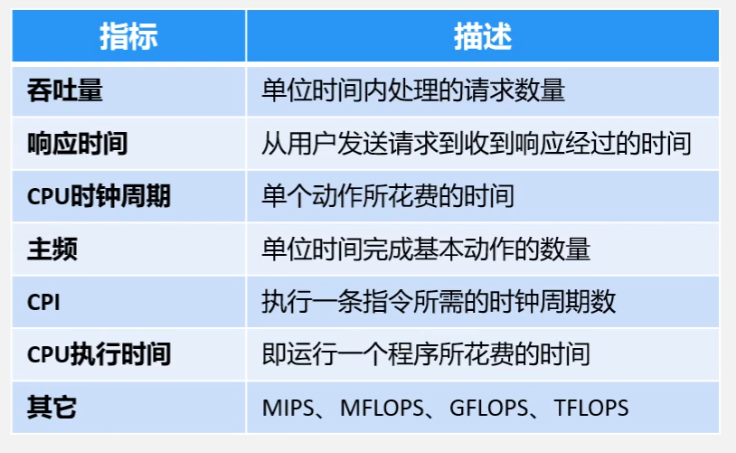 指标 描述
吞吐量 单位时间内处理的请求数量
响应时间 从用户发送请求到收到响应经过的时间
CPU时钟周期 单个动作所花费的时间
主频 单位时间完成基本动作的数量
CPI 执行一条指令所需的时钟周期数
CPU执行时间 即运行一个程序所花费的时间
其它 MIPS、MFLOPS、GFLOPS、TFLOPS